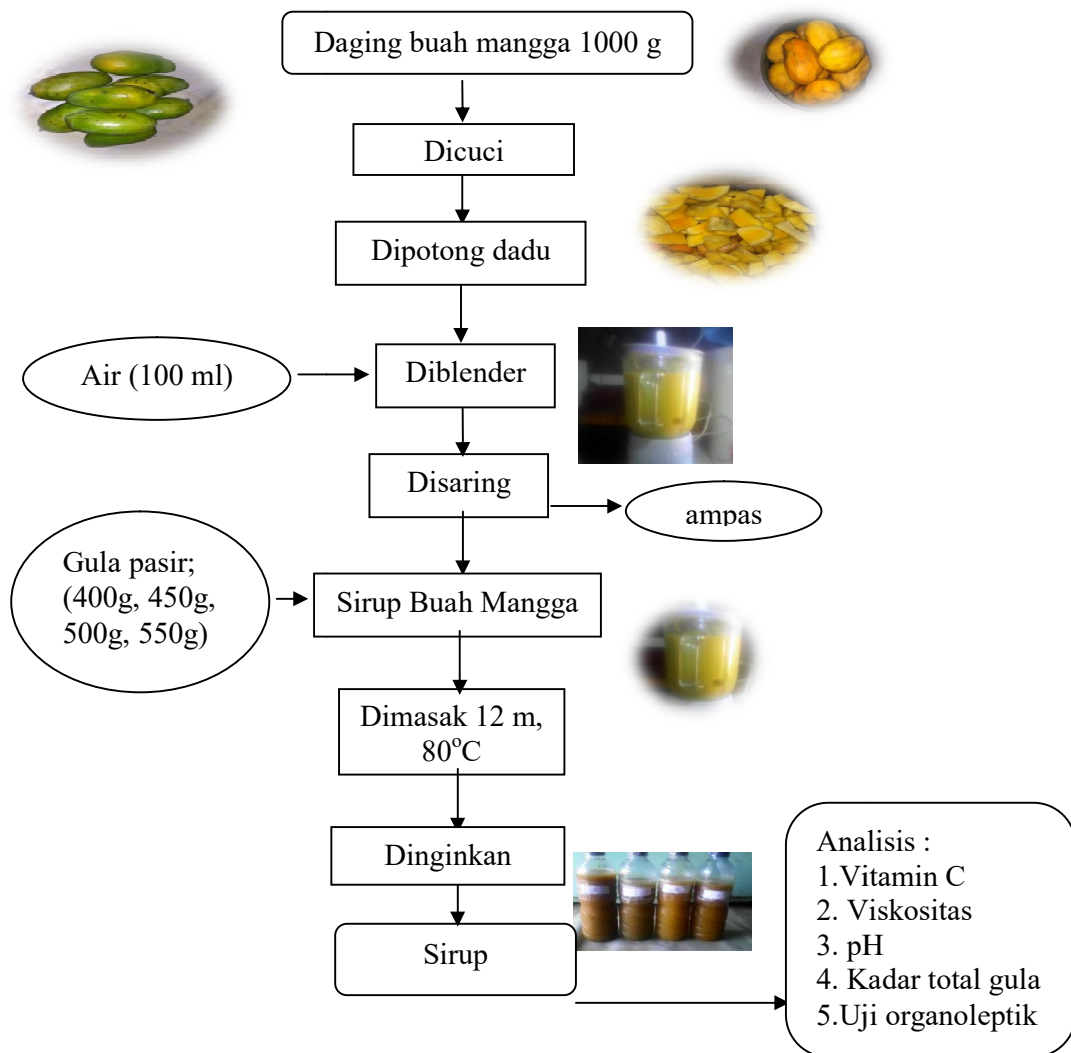 Daging buah mangga 1000 g
Dicuci
Dipotong dadu
Air (100 ml)
Diblender
Disaring
ampas
Gula pasir;
(400g, 450g,
500g, 550g)
Sirup Buah Mangga
Dimasak 12 m,
80°C
Dinginkan
Sirup
Analisis :
1.Vitamin C
2. Viskositas
3. pH
4. Kadar total gula
5.Uji organoleptik